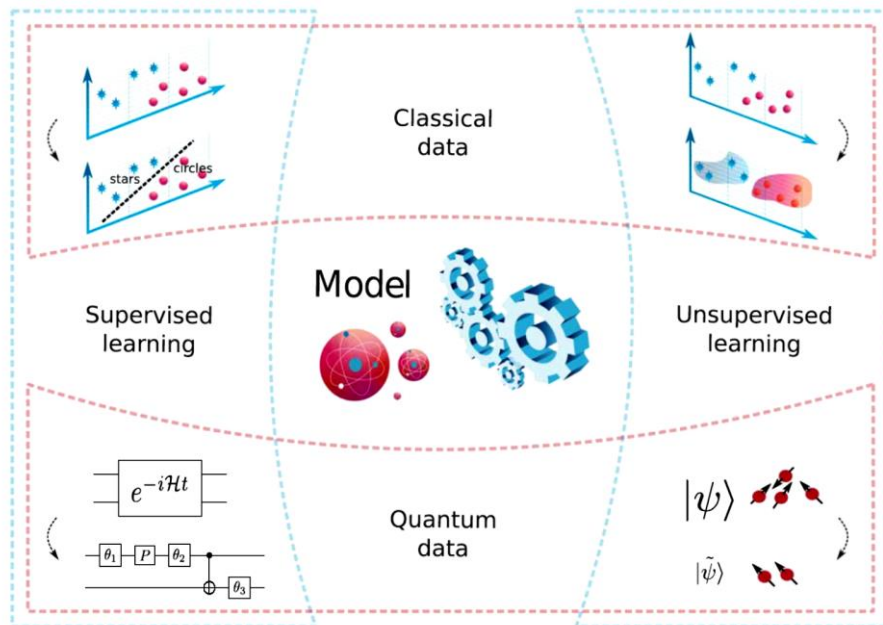 Classical
data
stars
circles
Model
Supervised
learning
Unsupervised
learning
e^{-iℋt}
|ψ⟩
Quantum
data
θ₁ P θ₂
θ₃
|ψ̃⟩